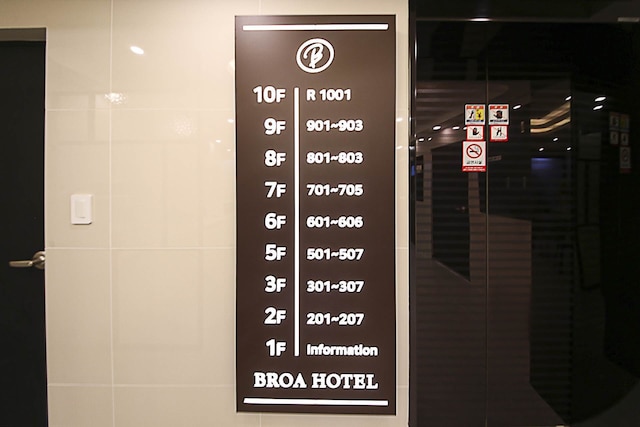 B
10F R 1001
9F 901~903
8F 801~803
7F 701~705
6F 601~606
5F 501~507
3F 301~307
2F 201~207
1F Information
BROA HOTEL